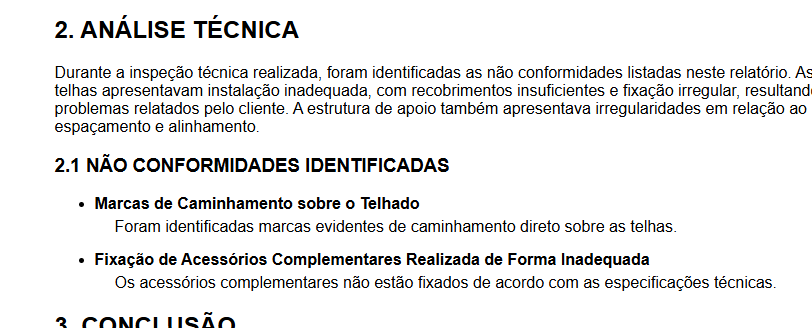 2. ANÁLISE TÉCNICA
Durante a inspeção técnica realizada, foram identificadas as não conformidades listadas neste relatório. As
telhas apresentavam instalação inadequada, com recobrimentos insuficientes e fixação irregular, resultand
problemas relatados pelo cliente. A estrutura de apoio também apresentava irregularidades em relação ao
espaçamento e alinhamento.
2.1 NÃO CONFORMIDADES IDENTIFICADAS
• Marcas de Caminhamento sobre o Telhado
Foram identificadas marcas evidentes de caminhamento direto sobre as telhas.
• Fixação de Acessórios Complementares Realizada de Forma Inadequada
Os acessórios complementares não estão fixados de acordo com as especificações técnicas.
3. CONCLUSÃO